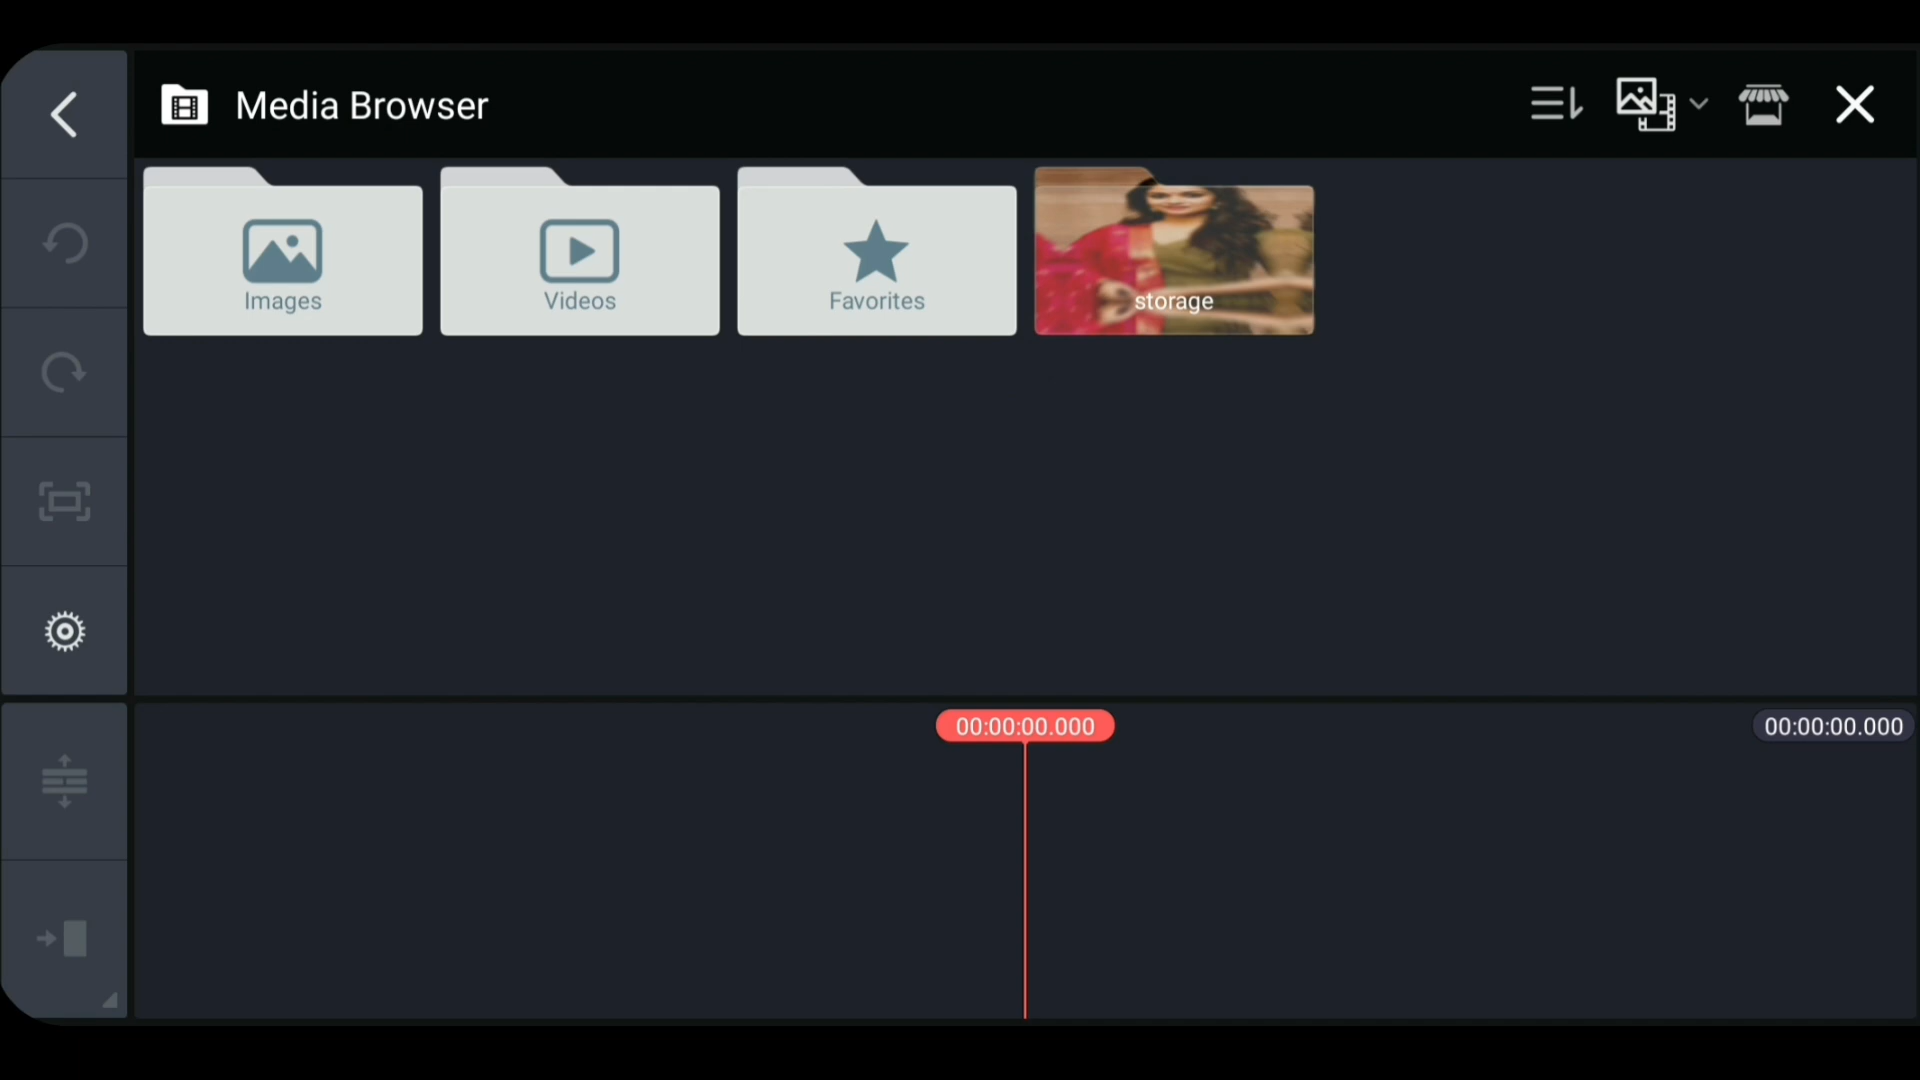 Media Browser
Images
Videos
Favorites
storage
00:00:00.000
00:00:00.000